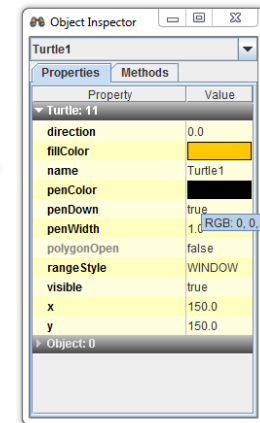 Object Inspector
Turtle1
Properties Methods
Property Value
Turtle: 11
direction 0.0
fillColor
name Turtle1
penColor
penDown true
penWidth 1.0 RGB: 0, 0,
polygonOpen false
rangeStyle WINDOW
visible true
x 150.0
y 150.0
Object: 0